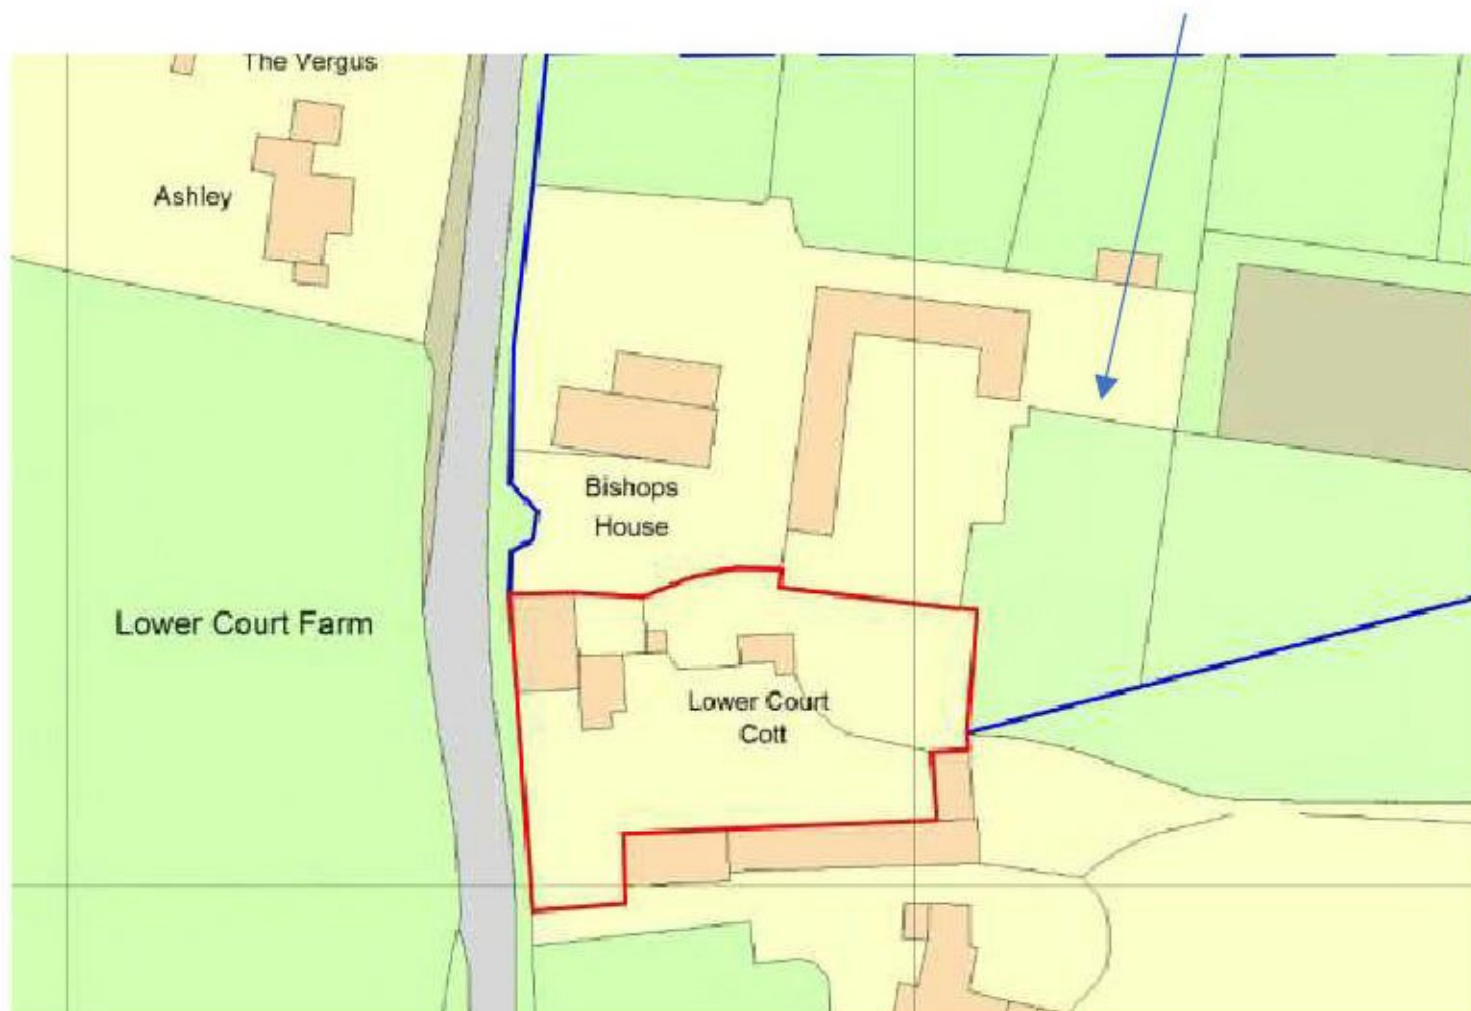 The Vergus
Ashley
Bishops
House
Lower Court Farm
Lower Court
Cott